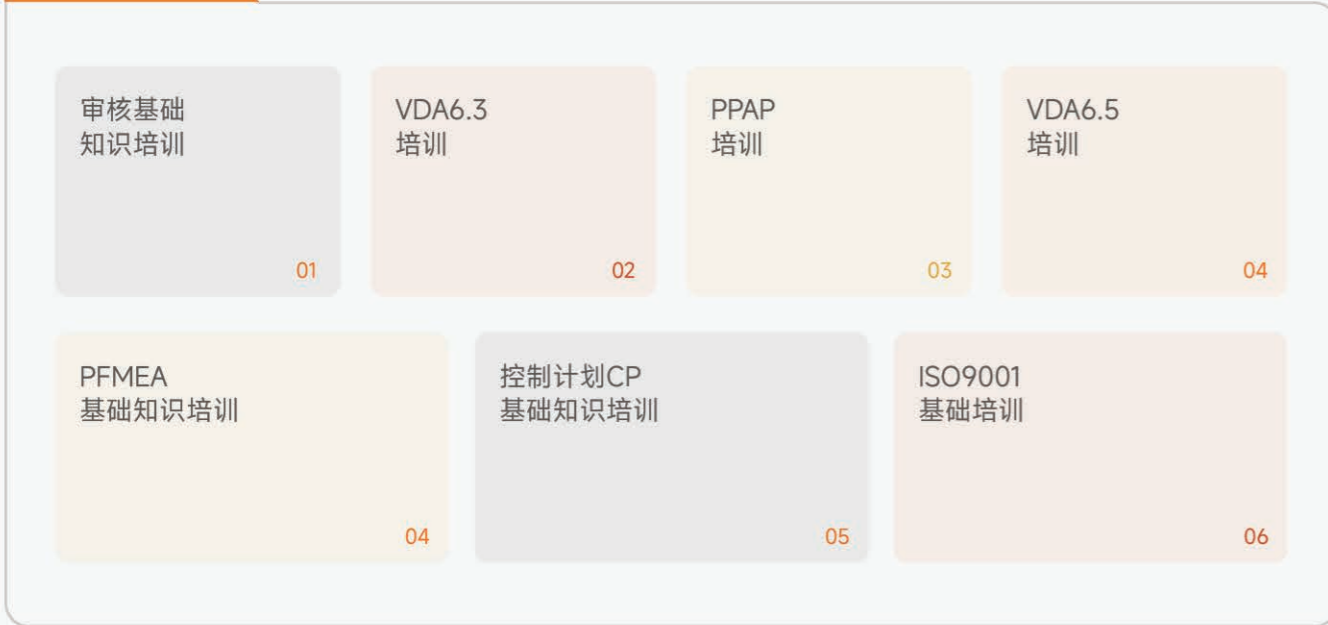 审核基础
知识培训
01
VDA6.3
培训
02
PPAP
培训
03
VDA6.5
培训
04
PFMEA
基础知识培训
04
控制计划CP
基础知识培训
05
ISO9001
基础培训
06